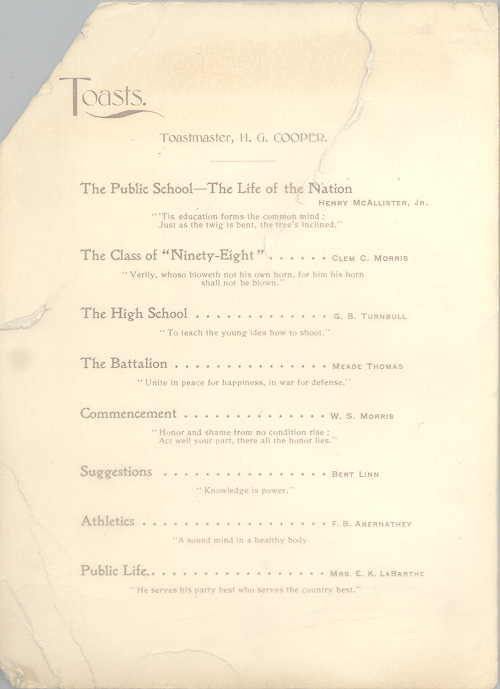 Toasts.
Toastmaster, H. G. COOPER.
The Public School—The Life of the Nation
HENRY MCALLISTER, JR.
" 'Tis education forms the common mind ;
Just as the twig is bent, the tree's inclined."
The Class of "Ninety-Eight" . . . . . . CLEM C. MORRIS
" Verily, whoso bloweth not his own horn, for him his horn
shall not be blown."
The High School . . . . . . . . . . . . . G. B. TURNBULL
" To teach the young idea how to shoot."
The Battalion . . . . . . . . . . . . . . . MEADE THOMAS
" Unite in peace for happiness, in war for defense."
Commencement . . . . . . . . . . . . . . W. S. MORRIS
" Honor and shame from no condition rise ;
Act well your part, there all the honor lies."
Suggestions . . . . . . . . . . . . . . . . BERT LINN
" Knowledge is power."
Athletics . . . . . . . . . . . . . . . . . . F. B. ABERNATHEY
"A sound mind in a healthy body.
Public Life. . . . . . . . . . . . . . . . . . MRS. E. K. LABARTHE
"He serves his party best who serves the country best."